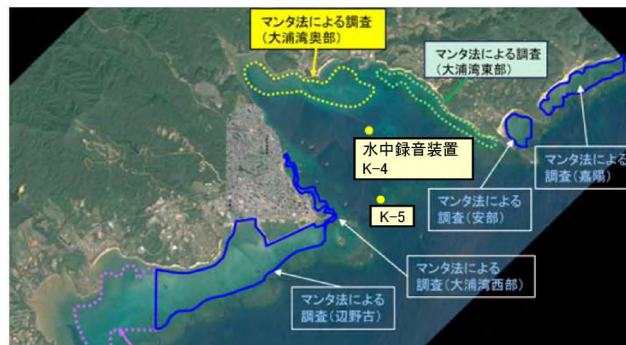 マンタ法による調査
(大浦湾奥部)
マンタ法による調査
(大浦湾東部)
水中録音装置
K-4
K-5
マンタ法による
調査(安部)
マンタ法による
調査(嘉陽)
マンタ法による
調査(大浦湾西部)
マンタ法による
調査(辺野古)